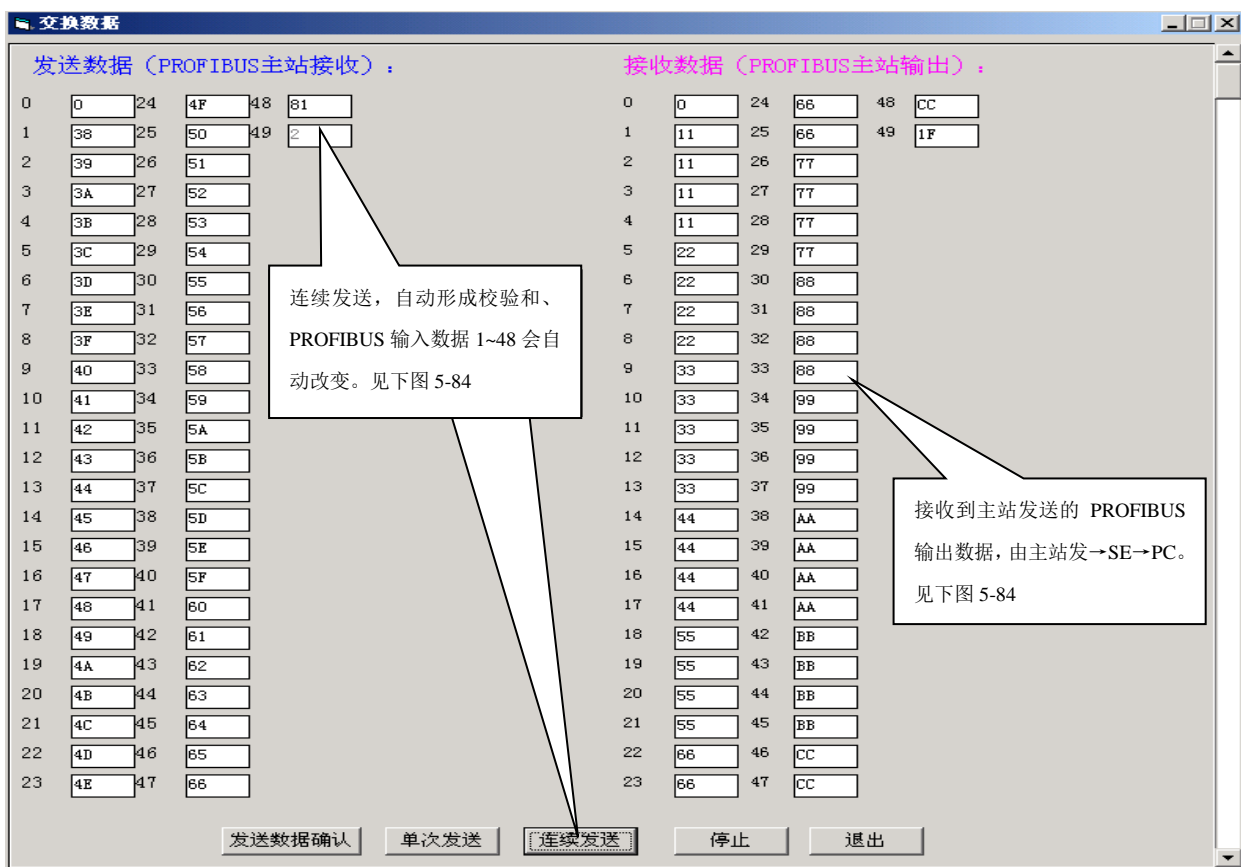 交换数据
发送数据（PROFIBUS主站接收）： 接收数据（PROFIBUS主站输出）：
0 0 24 4F 48 81 0 0 24 66 48 CC
1 38 25 50 49 2 1 11 25 66 49 1F
2 39 26 51 2 11 26 77
3 3A 27 52 3 11 27 77
4 3B 28 53 4 11 28 77
5 3C 29 54 5 22 29 77
6 3D 30 55 6 22 30 88
7 3E 31 56 7 22 31 88
8 3F 32 57 8 22 32 88
9 40 33 58 9 33 33 88
10 41 34 59 10 33 34 99
11 42 35 5A 11 33 35 99
12 43 36 5B 12 33 36 99
13 44 37 5C 13 33 37 99
14 45 38 5D 14 44 38 AA
15 46 39 5E 15 44 39 AA
16 47 40 5F 16 44 40 AA
17 48 41 60 17 44 41 AA
18 49 42 61 18 55 42 BB
19 4A 43 62 19 55 43 BB
20 4B 44 63 20 55 44 BB
21 4C 45 64 21 55 45 BB
22 4D 46 65 22 66 46 CC
23 4E 47 66 23 66 47 CC
连续发送，自动形成校验和、
PROFIBUS 输入数据 1~48 会自
动改变。见下图 5-84
接收到主站发送的 PROFIBUS
输出数据，由主站发→SE→PC。
见下图 5-84
发送数据确认 单次发送 连续发送 停止 退出